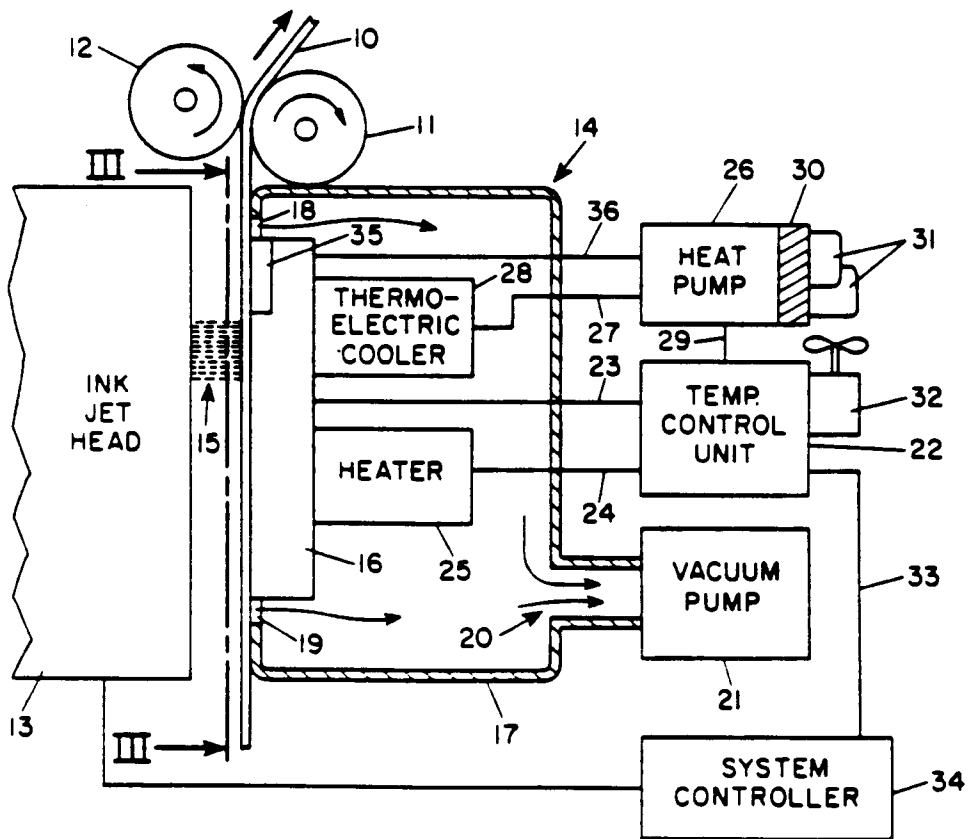 12
10
11
14
III
26
30
18
36
31
35
28
HEAT
PUMP
THERMO-
ELECTRIC
COOLER
27
29
23
INK
JET
HEAD
15
TEMP.
CONTROL
UNIT
32
22
HEATER
24
25
16
VACUUM
PUMP
33
20
19
13
17
21
III
SYSTEM
CONTROLLER
34